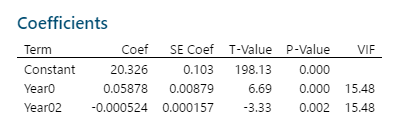 Coefficients
Term Coef SE Coef T-Value P-Value VIF
Constant 20.326 0.103 198.13 0.000
Year0 0.05878 0.00879 6.69 0.000 15.48
Year02 -0.000524 0.000157 -3.33 0.002 15.48